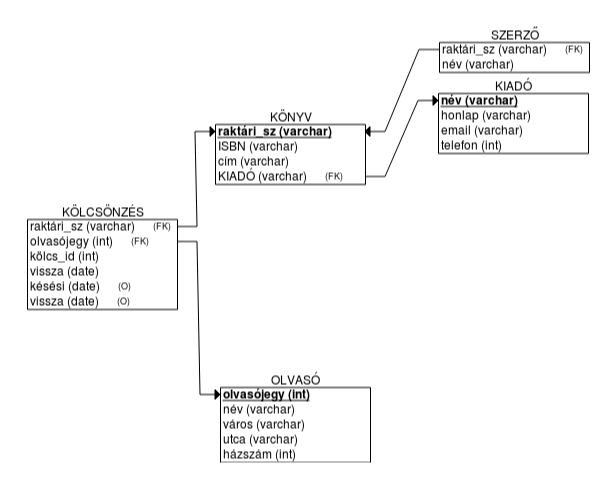 SZERZŐ
raktári_sz (varchar) (FK)
név (varchar)
KIADÓ
név (varchar)
honlap (varchar)
email (varchar)
telefon (int)
KÖNYV
raktári_sz (varchar)
ISBN (varchar)
cím (varchar)
KIADÓ (varchar) (FK)
KÖLCSÖNZÉS
raktári_sz (varchar) (FK)
olvasójegy (int) (FK)
kölcs_id (int)
vissza (date)
késési (date) (O)
vissza (date) (O)
OLVASÓ
olvasójegy (int)
név (varchar)
város (varchar)
utca (varchar)
házszám (int)